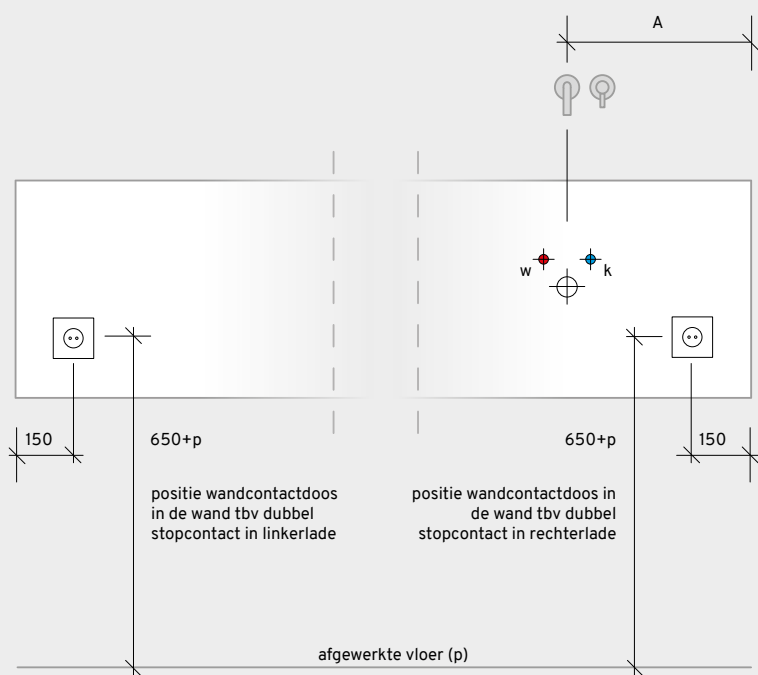 A
w
k
150
650+p
650+p
150
positie wandcontactdoos
in de wand tbv dubbel
stopcontact in linkerlade
positie wandcontactdoos in
de wand tbv dubbel
stopcontact in rechterlade
afgewerkte vloer (p)